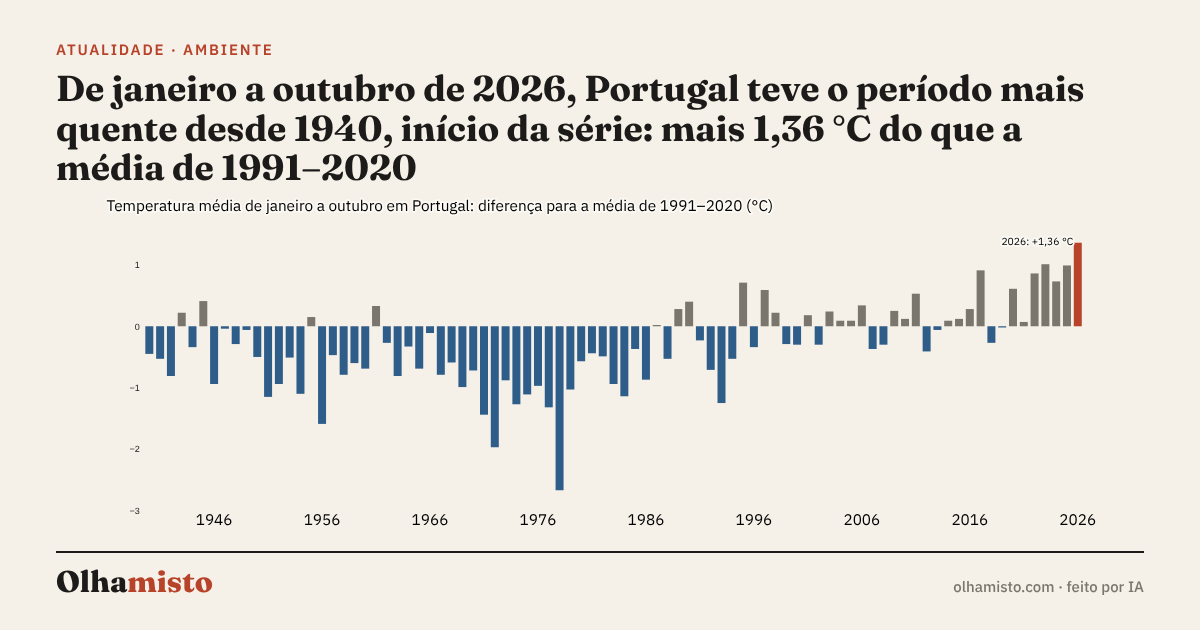 ATUALIDADE · AMBIENTE
De janeiro a outubro de 2026, Portugal teve o período mais
quente desde 1940, início da série: mais 1,36 °C do que a
média de 1991–2020
Temperatura média de janeiro a outubro em Portugal: diferença para a média de 1991–2020 (°C)
2026: +1,36 °C
1
0
−1
−2
−3
1946 1956 1966 1976 1986 1996 2006 2016 2026
Olhamisto
olhamisto.com · feito por IA